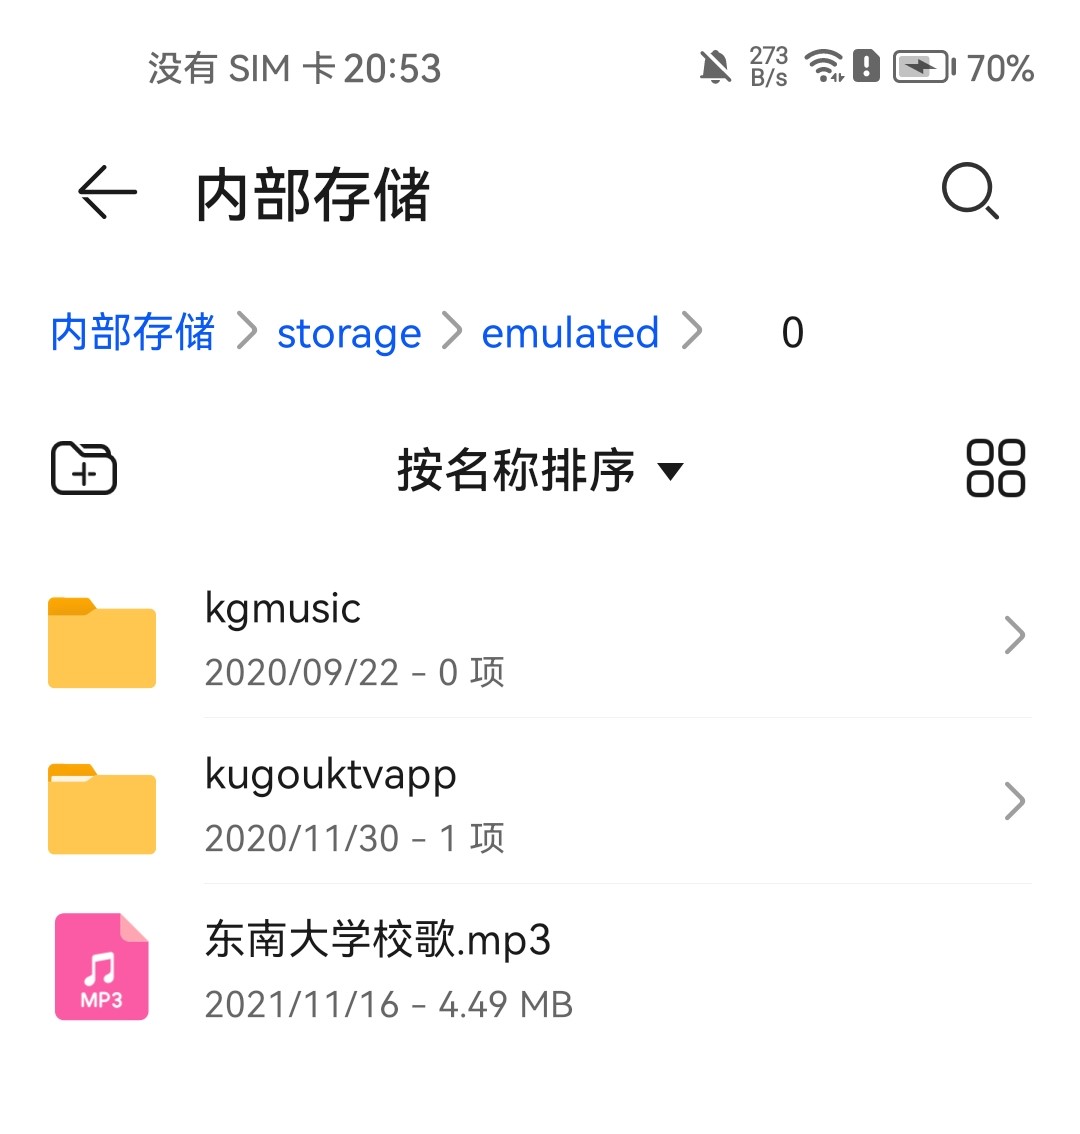 没有 SIM 卡 20:53 273 B/s 70%
内部存储
内部存储 storage emulated 0
按名称排序
kgmusic
2020/09/22 - 0 项
kugouktvapp
2020/11/30 - 1 项
东南大学校歌.mp3
MP3
2021/11/16 - 4.49 MB